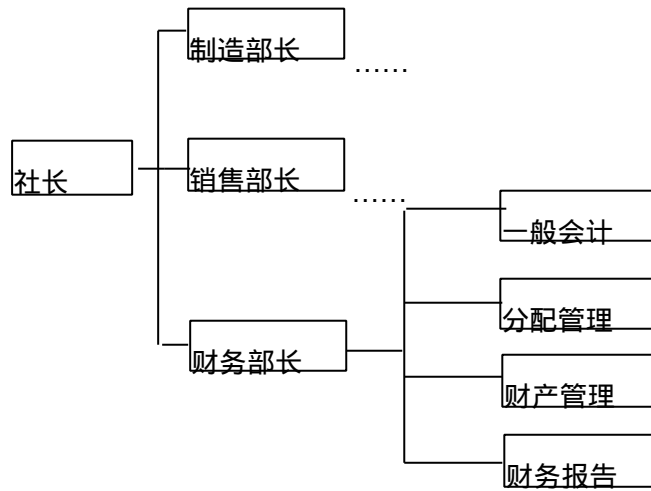 制造部长
……
社长
销售部长
……
一般会计
分配管理
财务部长
财产管理
财务报告